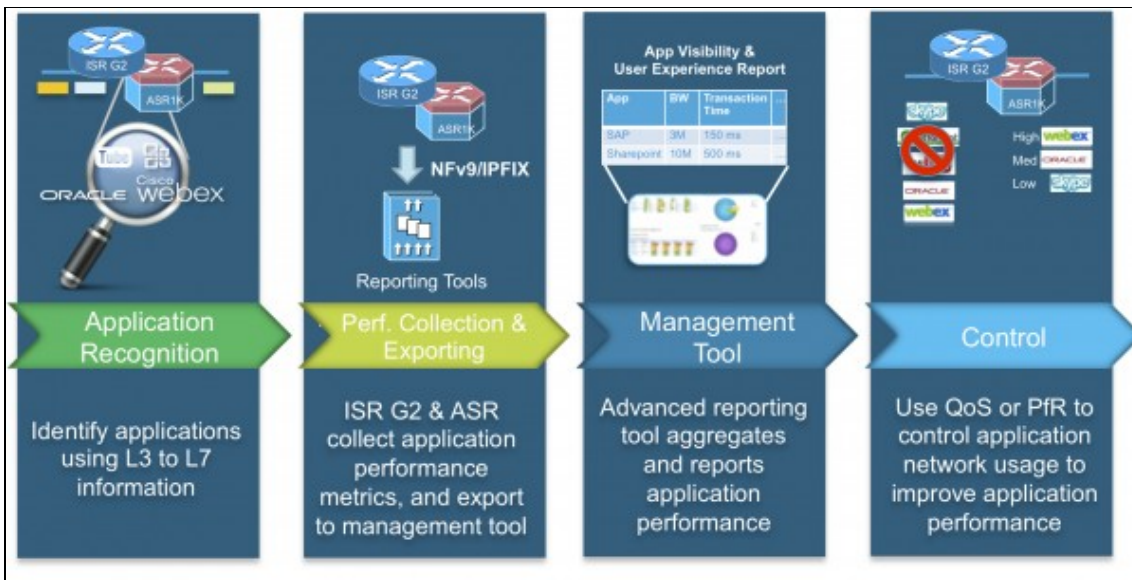 ISR G2
ASR1K
Tube
Cisco
ORACLE webex
Application
Recognition
Identify applications
using L3 to L7
information
ISR G2
ASR1K
NFv9/IPFIX
Reporting Tools
Perf. Collection &
Exporting
ISR G2 & ASR
collect application
performance
metrics, and export
to management tool
App Visibility &
User Experience Report
App BW Transaction Time ...
SAP 3M 150 ms ...
Sharepoint 10M 500 ms ...
Management
Tool
Advanced reporting
tool aggregates
and reports
application
performance
ISR G2
ASR1K
skype
ORACLE
webex
High webex
Med ORACLE
Low skype
Control
Use QoS or PfR to
control application
network usage to
improve application
performance